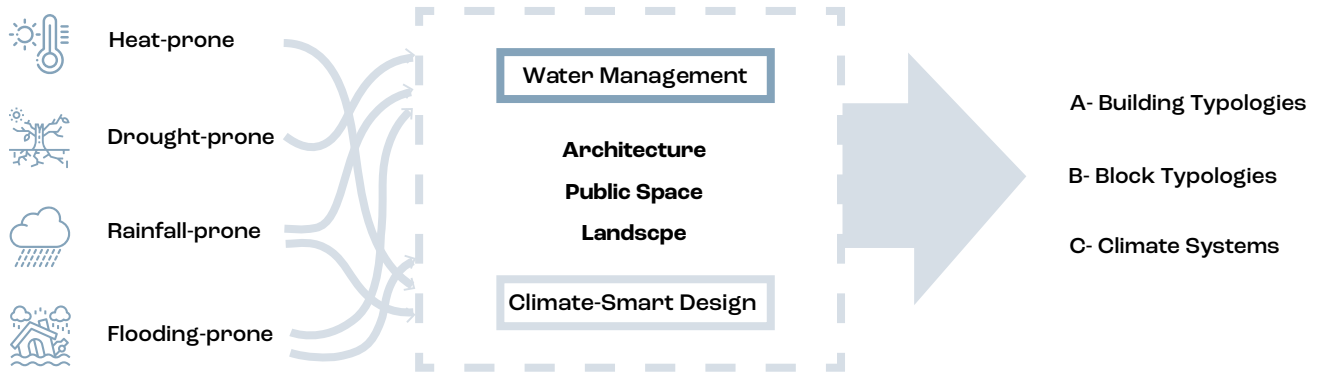 Heat-prone
Drought-prone
Rainfall-prone
Flooding-prone
Water Management
Architecture
Public Space
Landscpe
Climate-Smart Design
A- Building Typologies
B- Block Typologies
C- Climate Systems